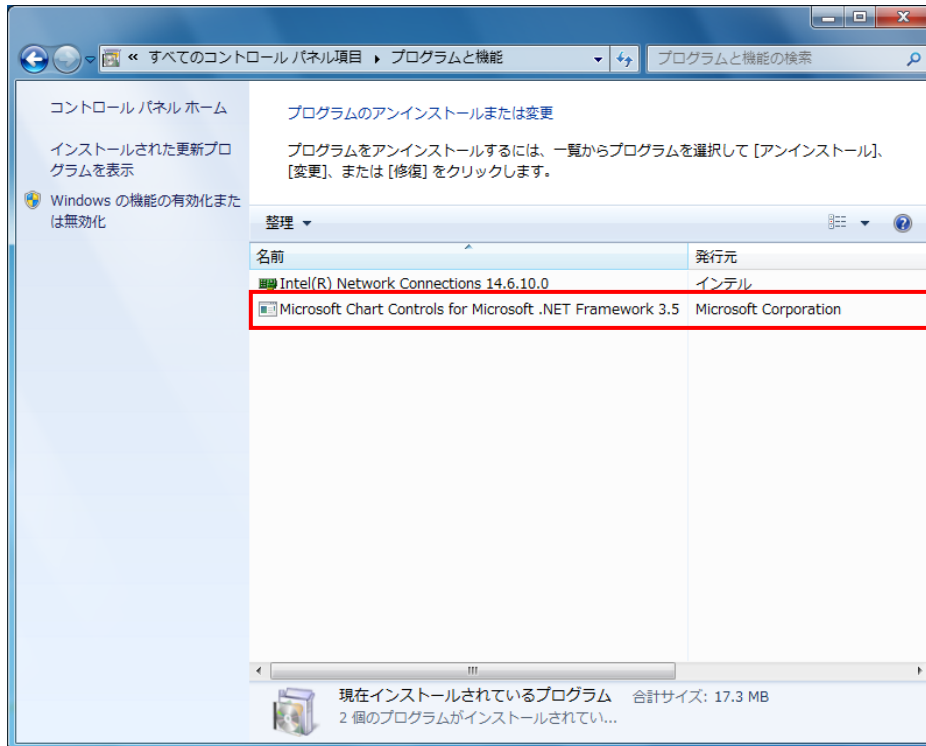 « すべてのコントロール パネル項目 ▸ プログラムと機能
プログラムと機能の検索
コントロール パネル ホーム
インストールされた更新プロ
グラムを表示
Windows の機能の有効化また
は無効化
プログラムのアンインストールまたは変更
プログラムをアンインストールするには、一覧からプログラムを選択して [アンインストール]、
[変更]、または [修復] をクリックします。
整理 ▼
名前 発行元
Intel(R) Network Connections 14.6.10.0 インテル
Microsoft Chart Controls for Microsoft .NET Framework 3.5 Microsoft Corporation
現在インストールされているプログラム 合計サイズ: 17.3 MB
2 個のプログラムがインストールされてい...